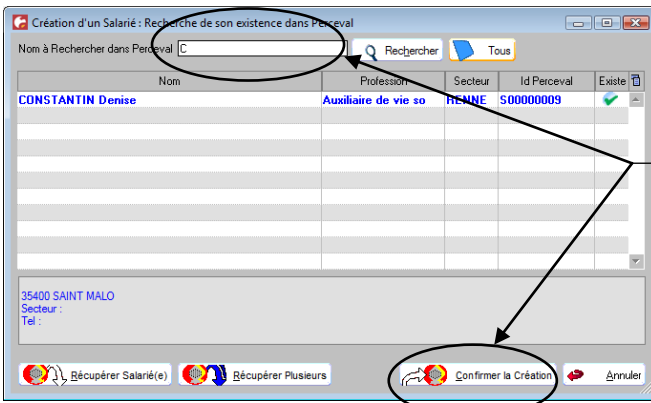 Création d'un Salarié : Recherche de son existence dans Perceval
Nom à Rechercher dans Perceval C Rechercher Tous
Nom Profession Secteur Id Perceval Existe
CONSTANTIN Denise Auxiliaire de vie so RENNE S00000009
35400 SAINT MALO
Secteur :
Tel :
Récupérer Salarié(e) Récupérer Plusieurs Confirmer la Création Annuler